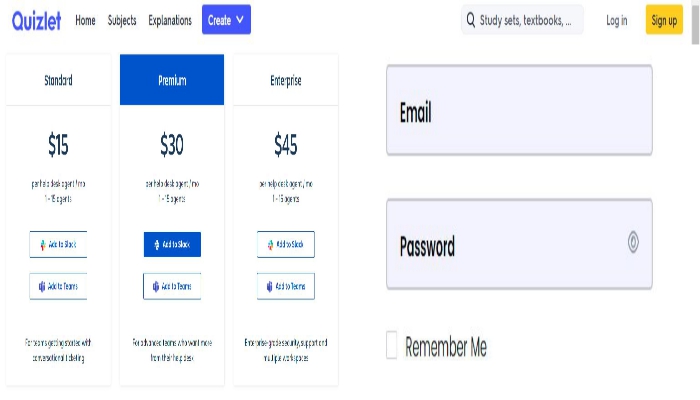 Quizlet Home Subjects Explanations Create Study sets, textbooks, ... Log in Sign up
Standard
$15
per help desk agent / mo
1 - 15 agents
Add to Slack
Add to Teams
For teams getting started with
conversational ticketing
Premium
$30
per help desk agent / mo
1 - 15 agents
Add to Slack
Add to Teams
For advanced teams who want more
from their help desk
Enterprise
$45
per help desk agent / mo
1 - 15 agents
Add to Slack
Add to Teams
Enterprise-grade security, support and
multiple workspaces
Email
Password
Remember Me